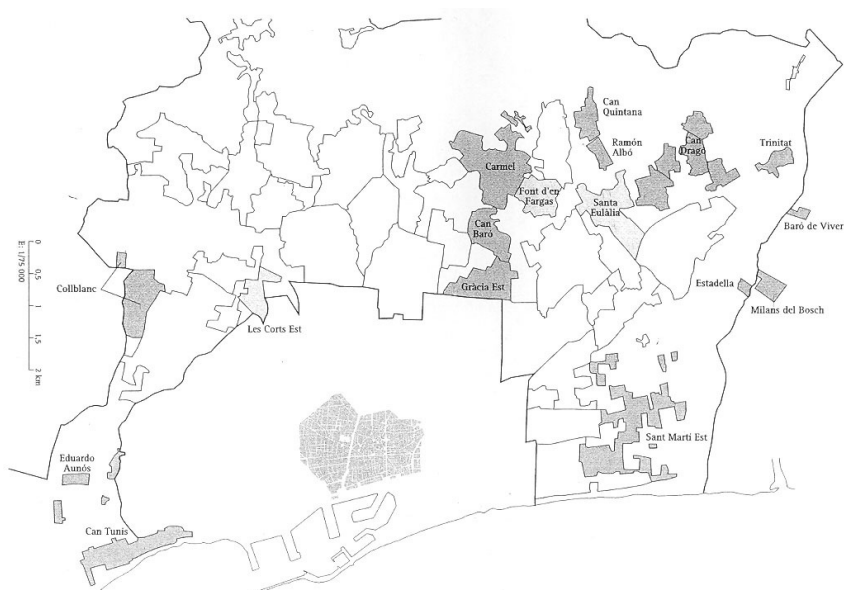 Can
Quintana
Ramón
Albó
Can
Dragó
Trinitat
Carmel
Font d'en
Fargas
Santa
Eulàlia
Can
Baró
Baró de Viver
0
0,5
1
1,5
2 km
E: 1/75 000
Collblanc
Gràcia Est
Estadella
Milans del Bosch
Les Corts Est
Sant Martí Est
Eduardo
Aunós
Can Tunis